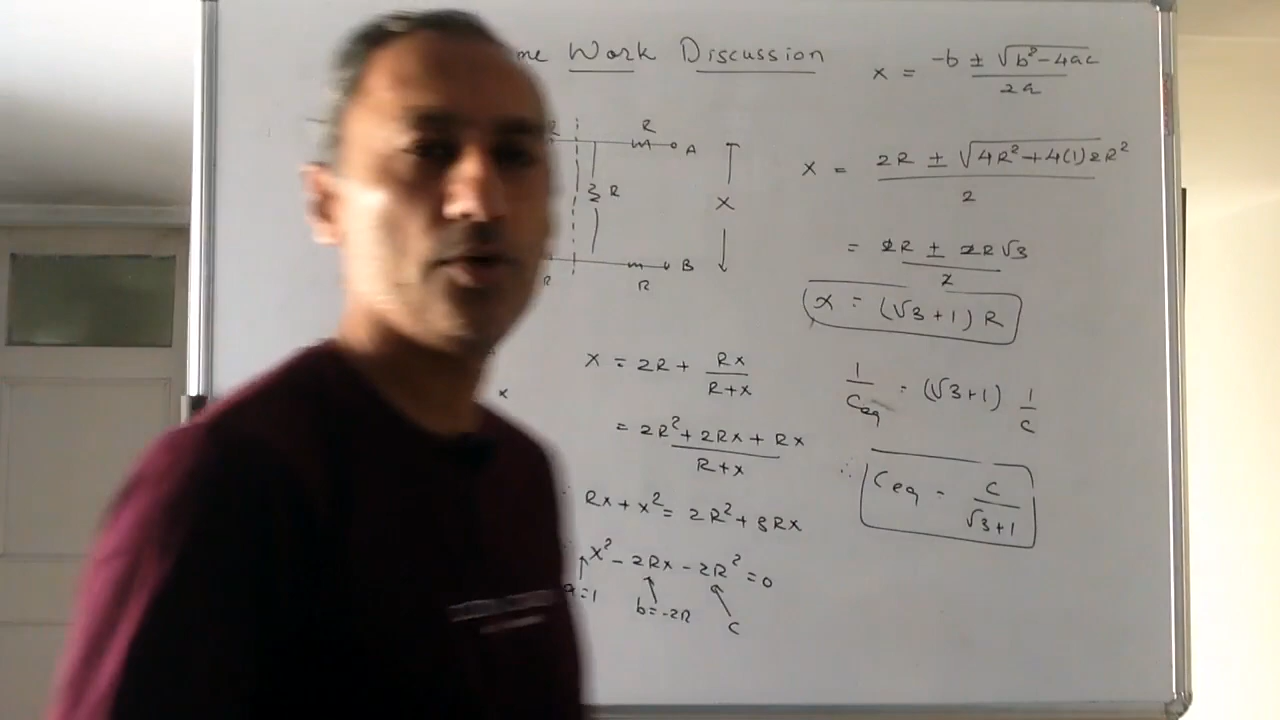 me Work Discussion
x = -b ± √b²-4ac / 2a
R
R
A
R
X
B
R
R
x = 2R ± √4R²+4(1)2R² / 2
= 2R ± 2R√3 / 2
x = (√3+1) R
X = 2R + Rx / R+x
x
= 2R²+2Rx + Rx / R+x
Rx + x² = 2R²+3Rx
x² - 2Rx - 2R² = 0
a=1
b=-2R
C
1/Ceq = (√3+1) 1/C
∴ Ceq = C / √3+1